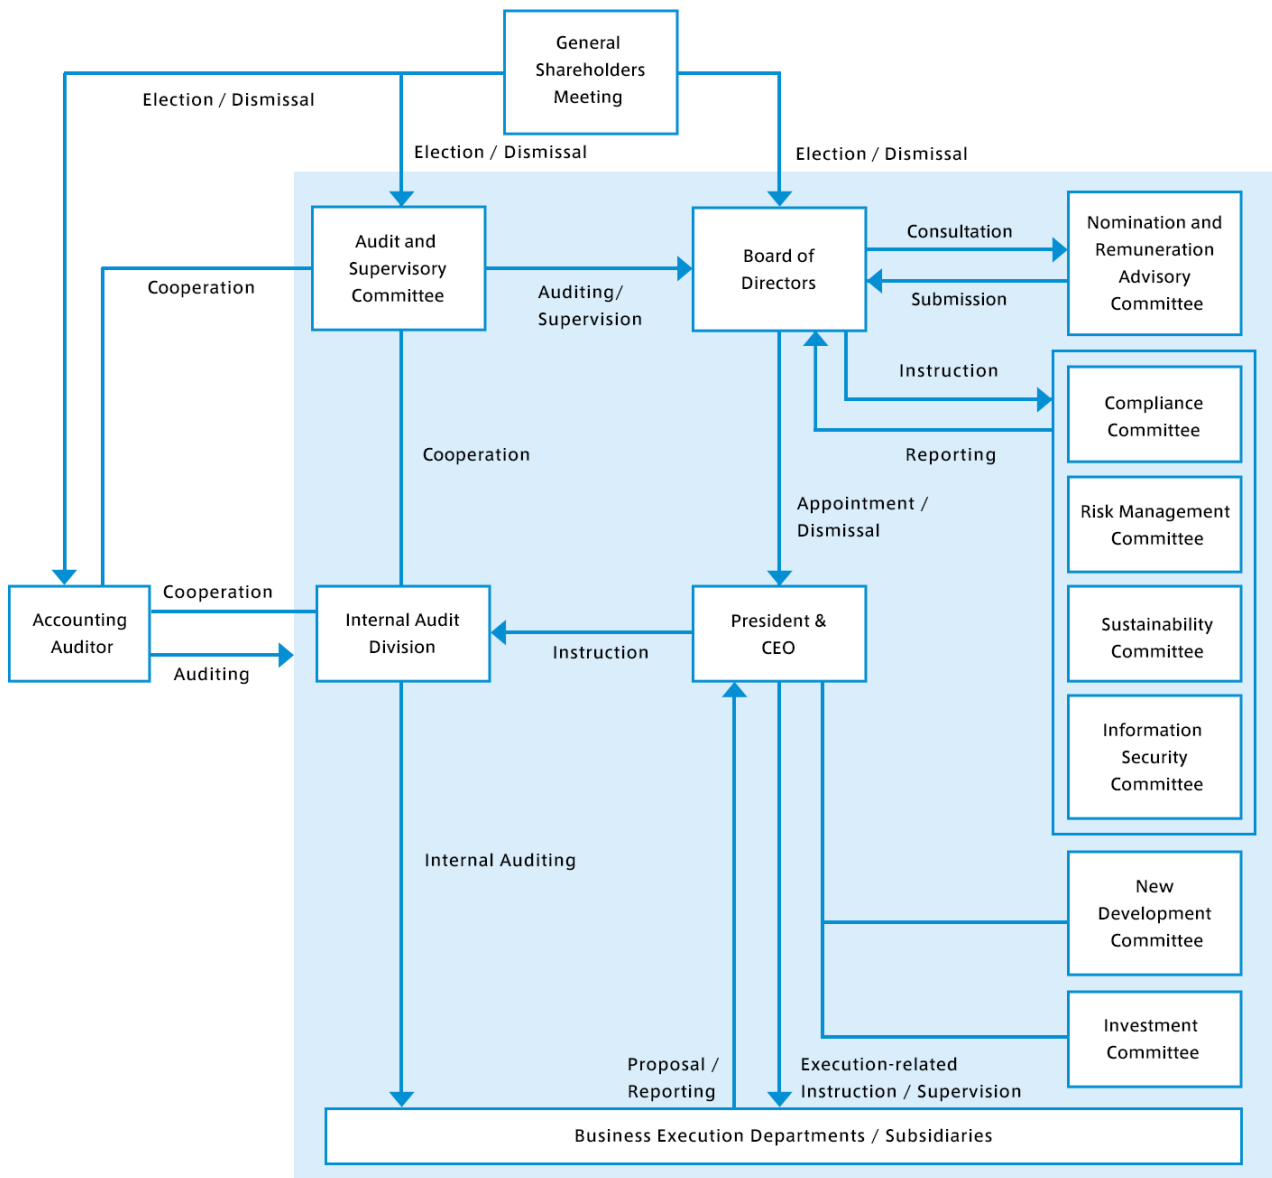 General
Shareholders
Meeting
Election / Dismissal
Election / Dismissal
Election / Dismissal
Audit and
Supervisory
Committee
Board of
Directors
Consultation
Submission
Nomination and
Remuneration
Advisory
Committee
Cooperation
Auditing/
Supervision
Instruction
Reporting
Compliance
Committee
Cooperation
Appointment /
Dismissal
Risk Management
Committee
Accounting
Auditor
Cooperation
Auditing
Internal Audit
Division
Instruction
President &
CEO
Sustainability
Committee
Information
Security
Committee
Internal Auditing
New
Development
Committee
Investment
Committee
Proposal /
Reporting
Execution-related
Instruction / Supervision
Business Execution Departments / Subsidiaries